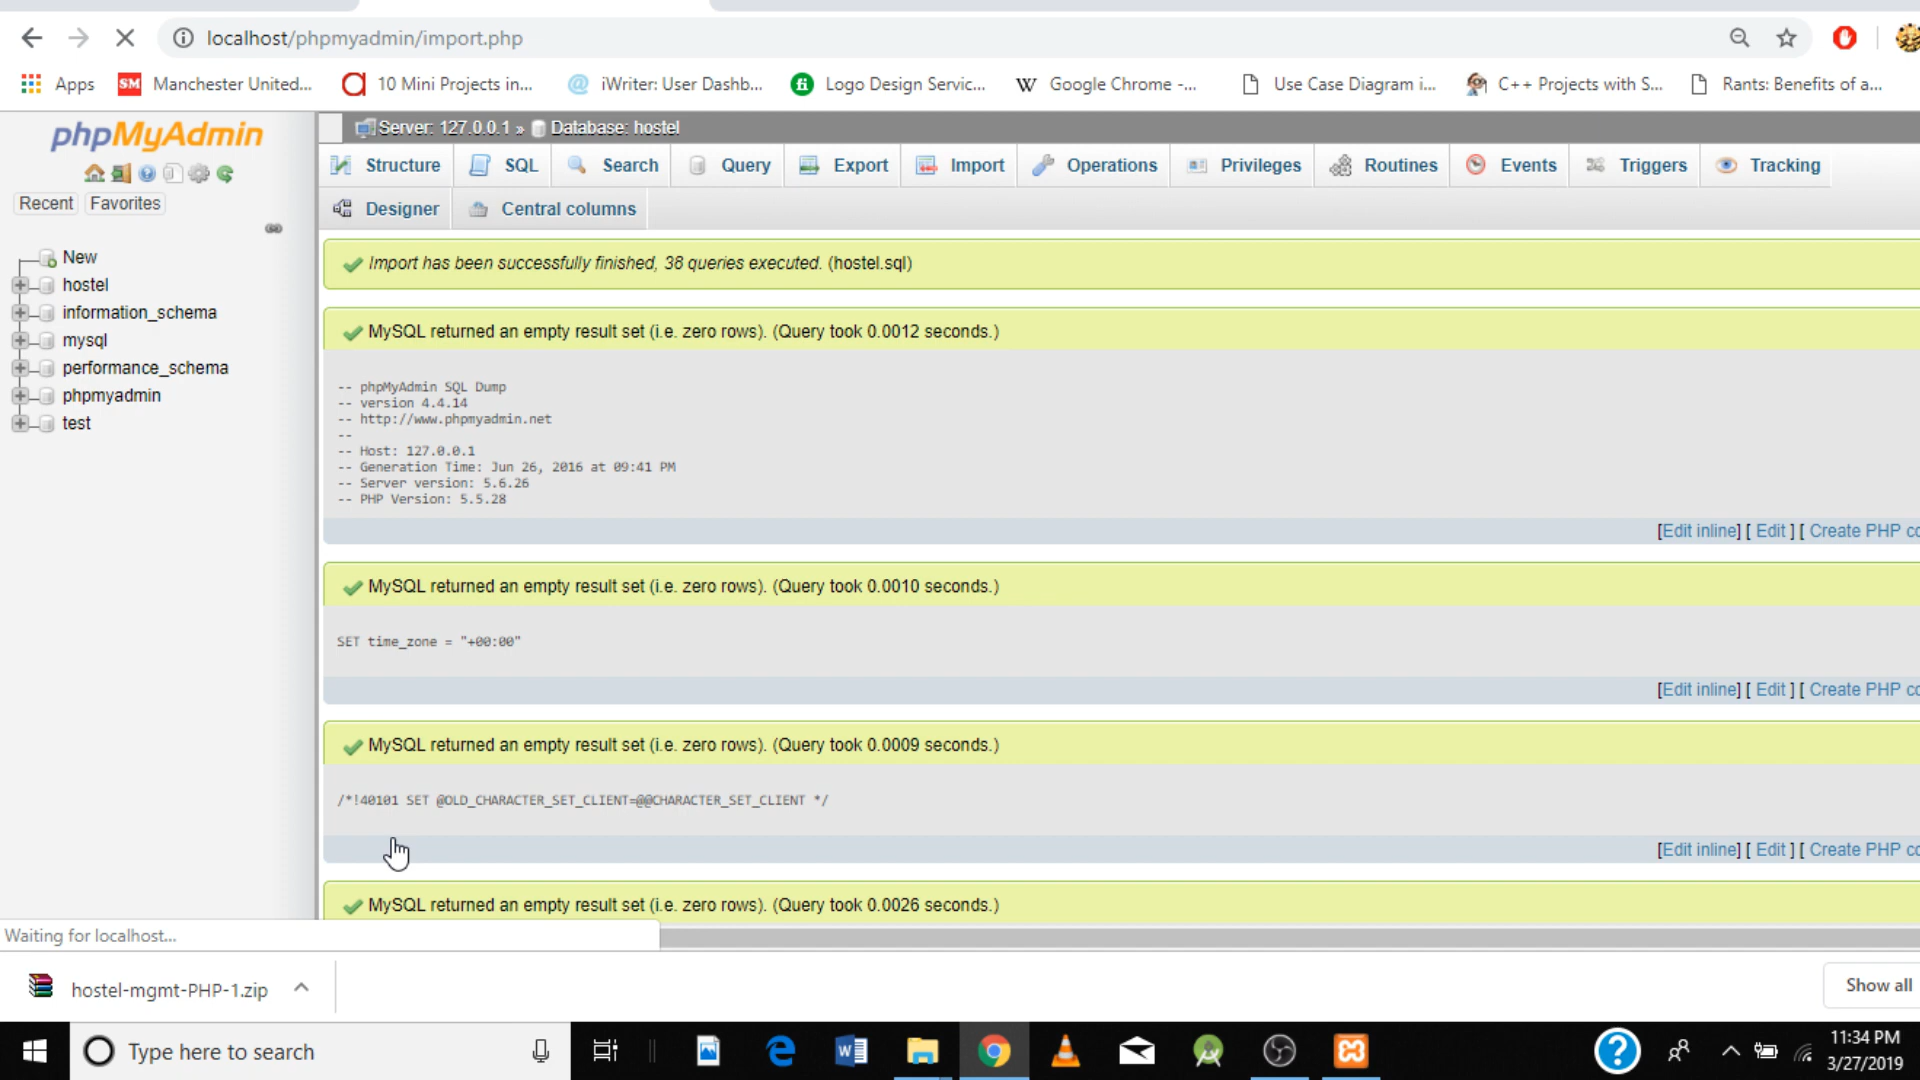 localhost/phpmyadmin/import.php
Apps
SM Manchester United...
10 Mini Projects in...
@ iWriter: User Dashb...
fi Logo Design Servic...
W Google Chrome -...
Use Case Diagram i...
C++ Projects with S...
Rants: Benefits of a...
phpMyAdmin
Recent Favorites
New
hostel
information_schema
mysql
performance_schema
phpmyadmin
test
Server: 127.0.0.1 » Database: hostel
Structure SQL Search Query Export Import Operations Privileges Routines Events Triggers Tracking
Designer Central columns
Import has been successfully finished, 38 queries executed. (hostel.sql)
MySQL returned an empty result set (i.e. zero rows). (Query took 0.0012 seconds.)
-- phpMyAdmin SQL Dump
-- version 4.4.14
-- http://www.phpmyadmin.net
--
-- Host: 127.0.0.1
-- Generation Time: Jun 26, 2016 at 09:41 PM
-- Server version: 5.6.26
-- PHP Version: 5.5.28
[Edit inline] [ Edit ] [ Create PHP co
MySQL returned an empty result set (i.e. zero rows). (Query took 0.0010 seconds.)
SET time_zone = "+00:00"
[Edit inline] [ Edit ] [ Create PHP co
MySQL returned an empty result set (i.e. zero rows). (Query took 0.0009 seconds.)
/*!40101 SET @OLD_CHARACTER_SET_CLIENT=@@CHARACTER_SET_CLIENT */
[Edit inline] [ Edit ] [ Create PHP co
MySQL returned an empty result set (i.e. zero rows). (Query took 0.0026 seconds.)
Waiting for localhost...
hostel-mgmt-PHP-1.zip
Show all
Type here to search
11:34 PM
3/27/2019